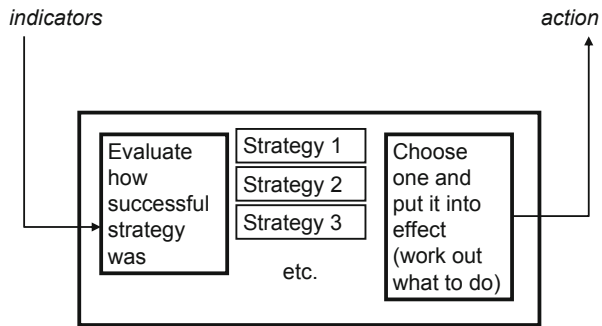 indicators
action
Evaluate
how
successful
strategy
was
Strategy 1
Strategy 2
Strategy 3
etc.
Choose
one and
put it into
effect
(work out
what to do)